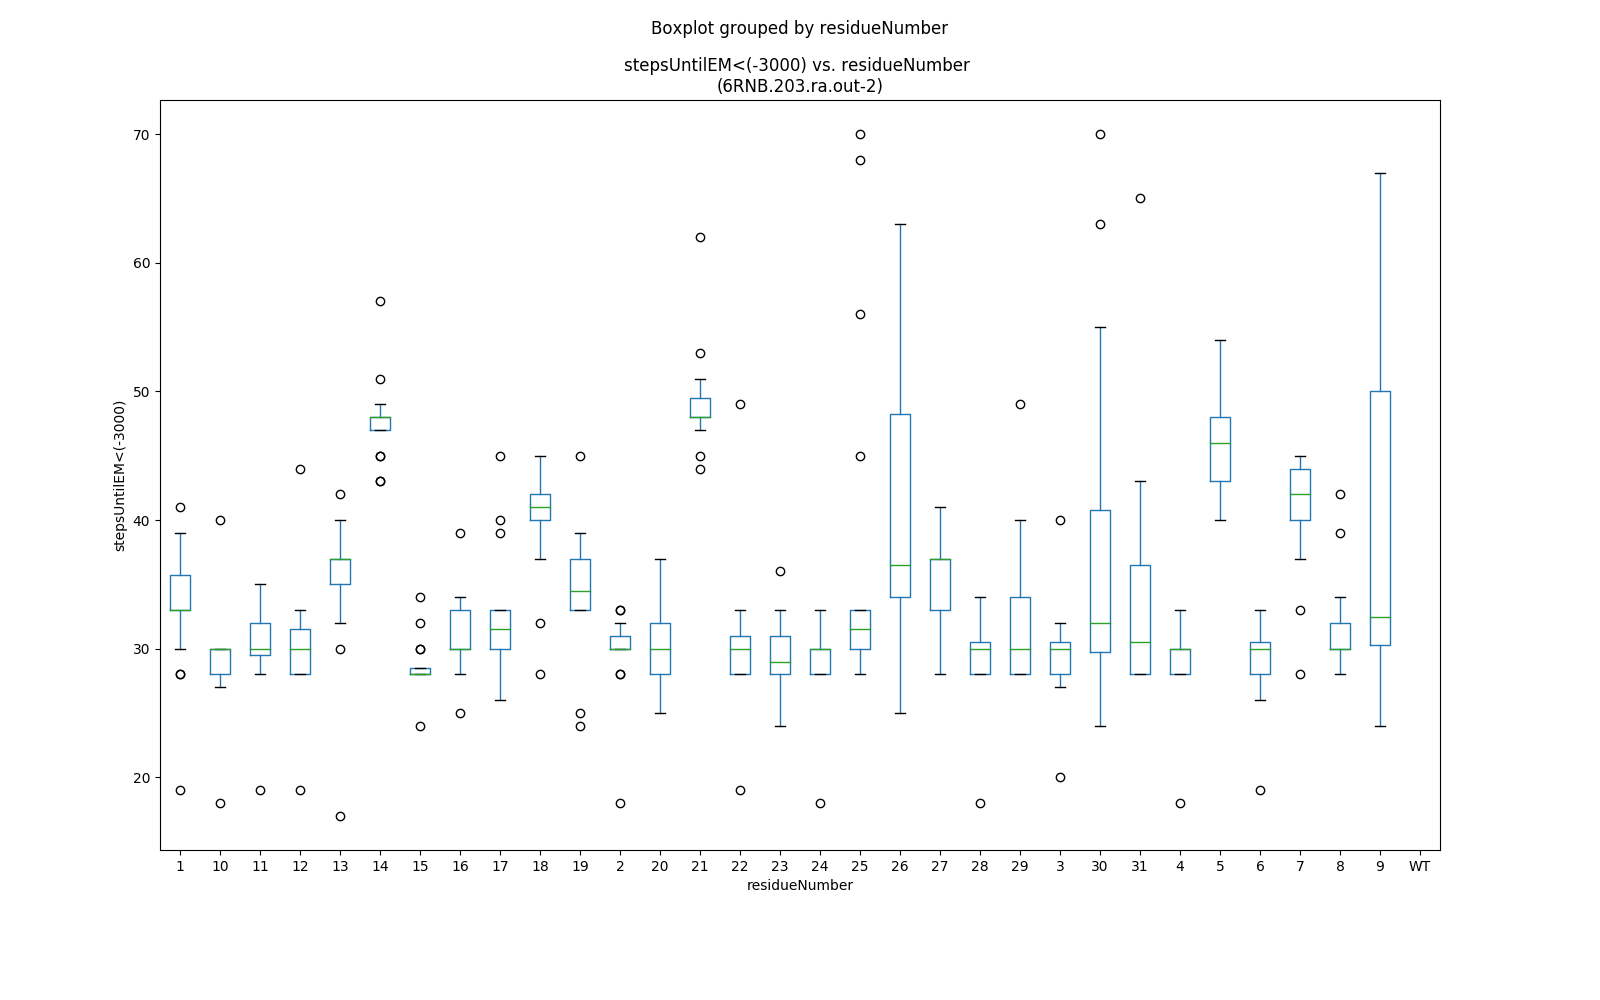 Boxplot grouped by residueNumber
stepsUntilEM<(-3000) vs. residueNumber
(6RNB.203.ra.out-2)
70
60
50
40
30
20
stepsUntilEM<(-3000)
1 10 11 12 13 14 15 16 17 18 19 2 20 21 22 23 24 25 26 27 28 29 3 30 31 4 5 6 7 8 9 WT
residueNumber